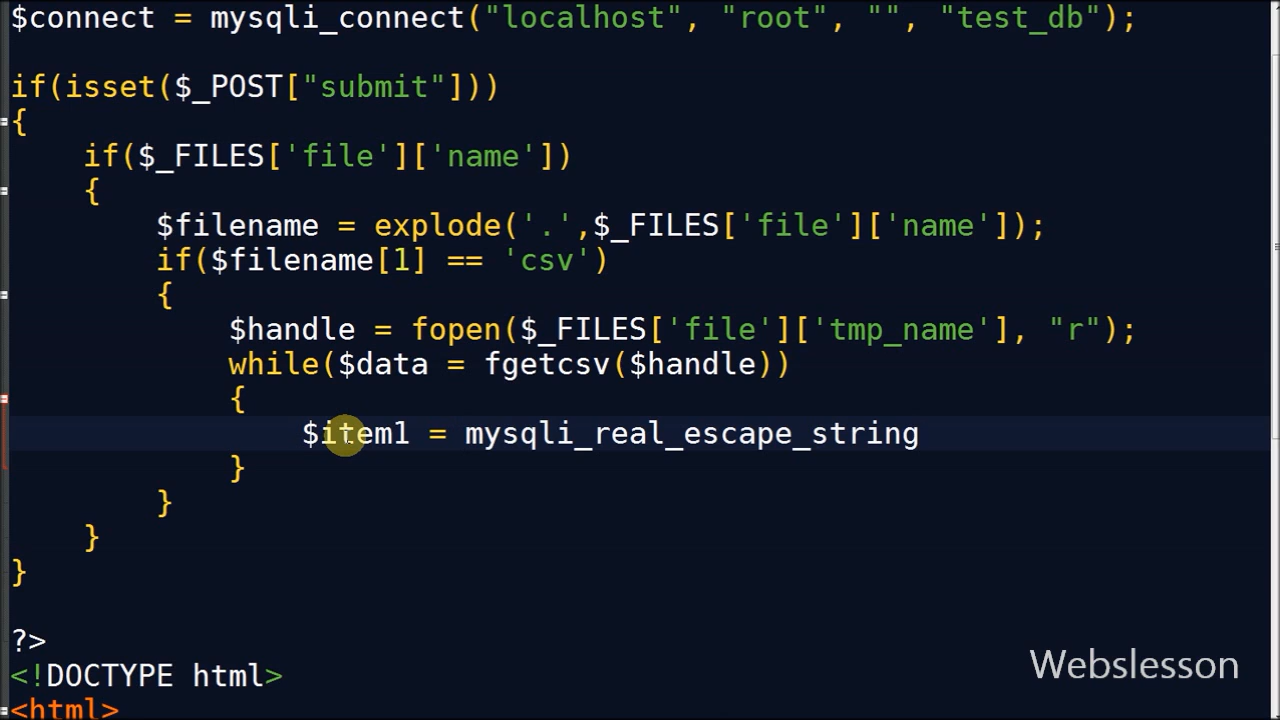 $connect = mysqli_connect("localhost", "root", "", "test_db");
if(isset($_POST["submit"]))
{
if($_FILES['file']['name'])
{
$filename = explode('.',$_FILES['file']['name']);
if($filename[1] == 'csv')
{
$handle = fopen($_FILES['file']['tmp_name'], "r");
while($data = fgetcsv($handle))
{
$item1 = mysqli_real_escape_string
}
}
}
}
?>
<!DOCTYPE html>
Webslesson
<html>